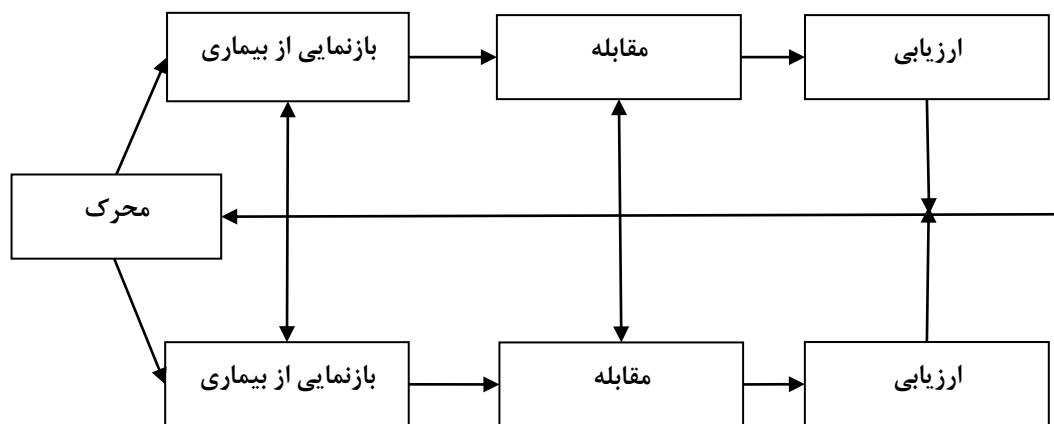 بازنمایی از بیماری
مقابله
ارزیابی
محرک
بازنمایی از بیماری
مقابله
ارزیابی